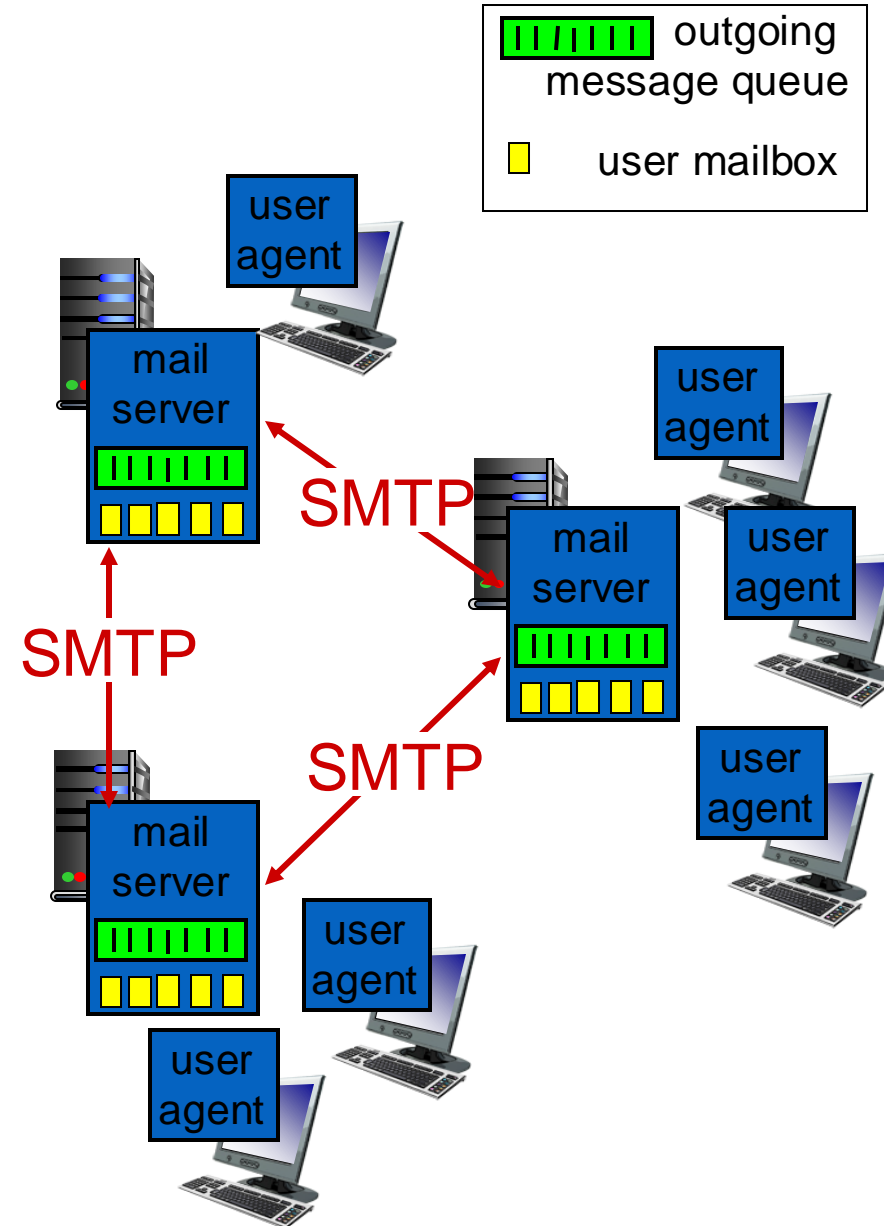 outgoing
message queue
user mailbox
user
agent
mail
server
SMTP
user
agent
mail
server
user
agent
SMTP
SMTP
user
agent
mail
server
user
agent
user
agent